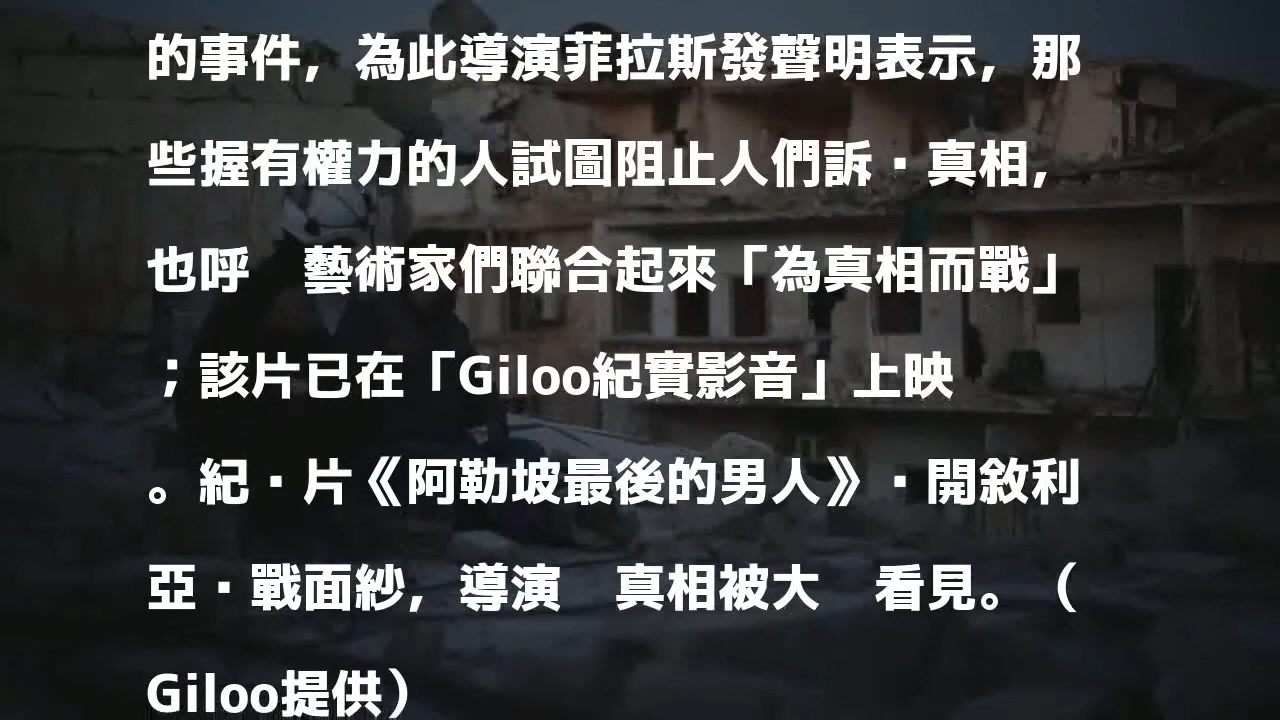 的事件，為此導演菲拉斯發聲明表示，那
些握有權力的人試圖阻止人們訴▪真相，
也呼　藝術家們聯合起來「為真相而戰」
；該片已在「Giloo紀實影音」上映
。紀▪片《阿勒坡最後的男人》▪開敘利
亞▪戰面紗，導演　真相被大　看見。（
Giloo提供）